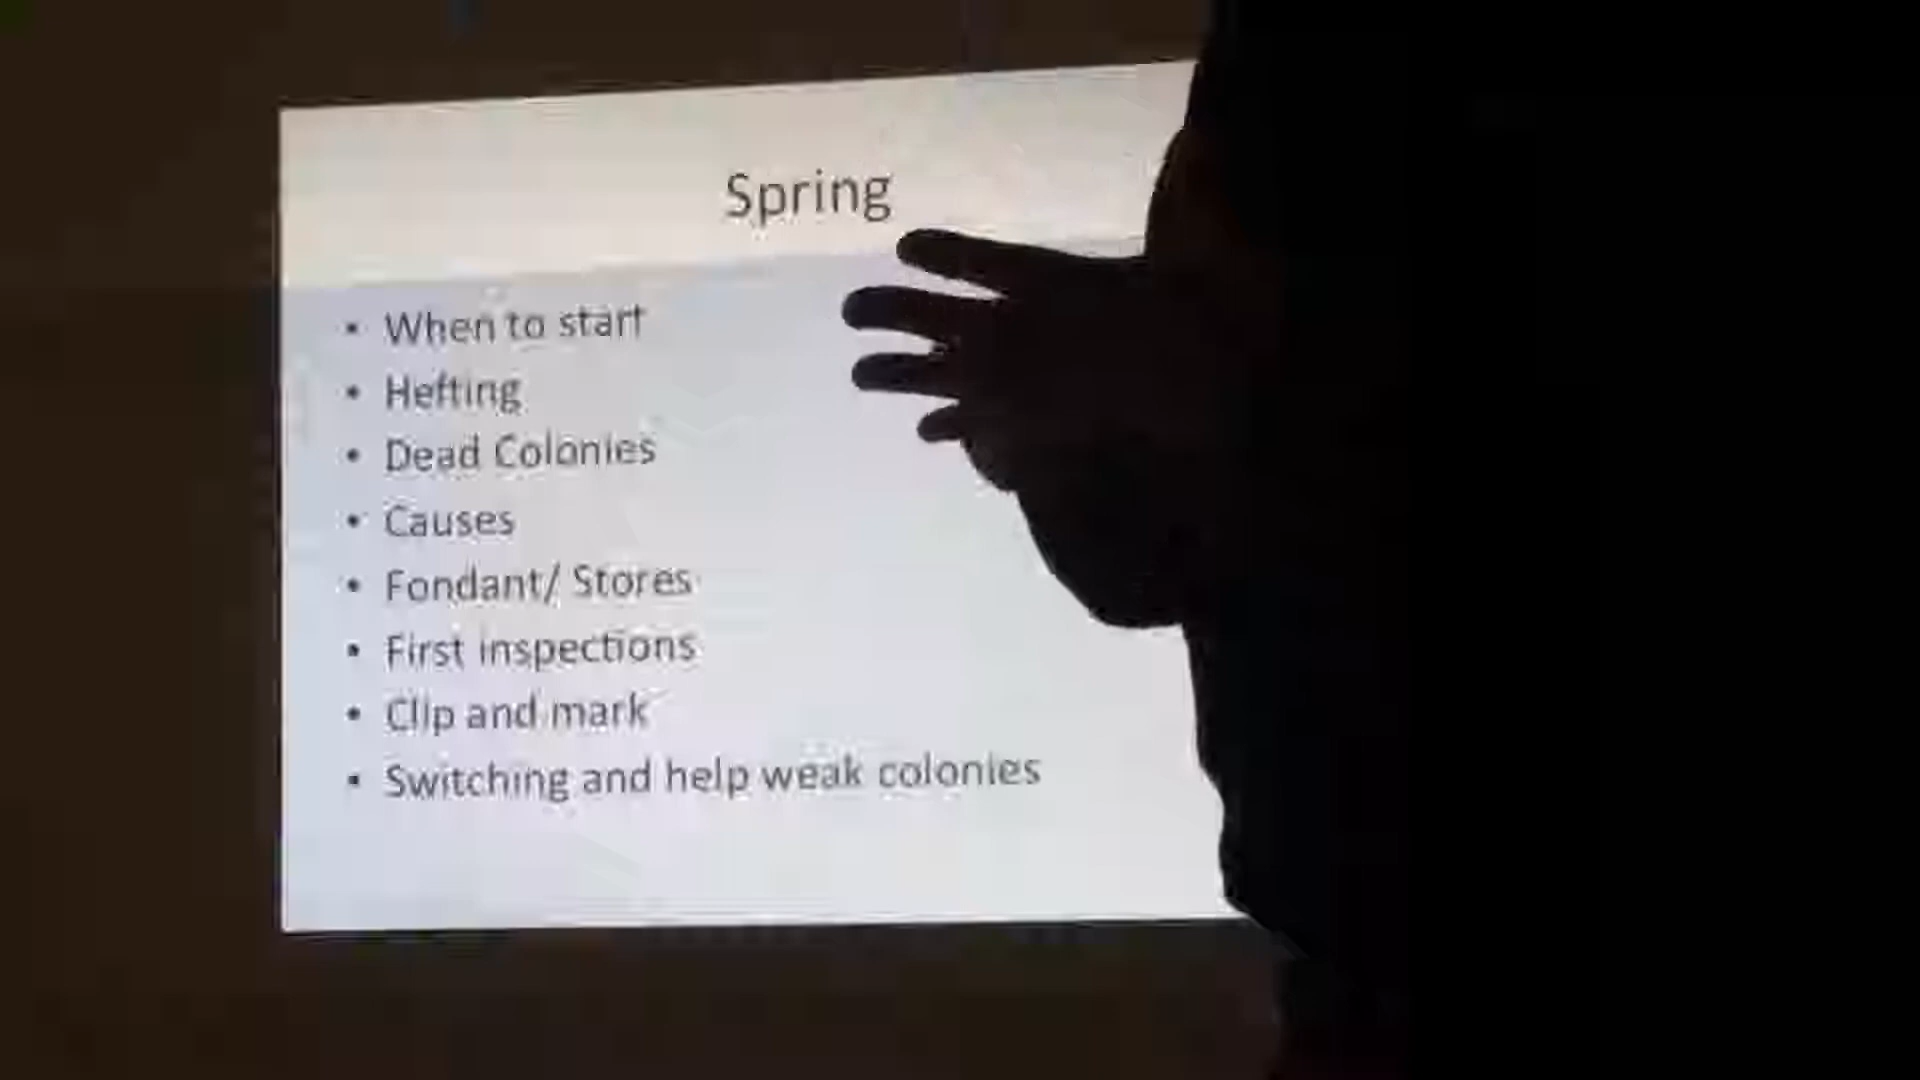 Spring
• When to start
• Hefting
• Dead Colonies
• Causes
• Fondant/ Stores
• First inspections
• Clip and mark
• Switching and help weak colonies